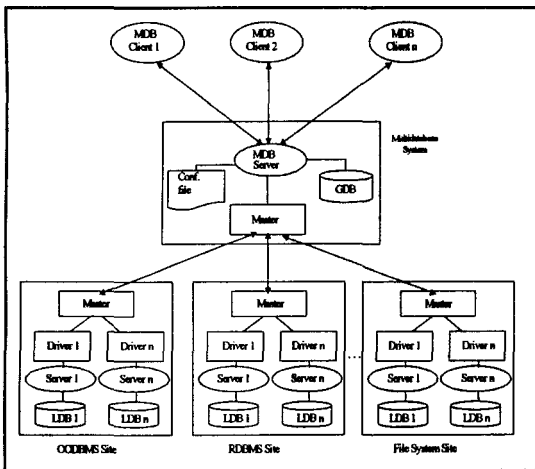 MDB
Client 1
MDB
Client 2
MDB
Client n
Multidatabase
System
MDB
Server
Conf.
file
GDB
Master
Master
Master
Master
Driver 1
Driver n
Driver 1
Driver n
Driver 1
Driver n
Server 1
Server n
Server 1
Server n
Server 1
Server n
LDB 1
LDB n
LDB 1
LDB n
LDB 1
LDB n
OODBMS Site
RDBMS Site
File System Site